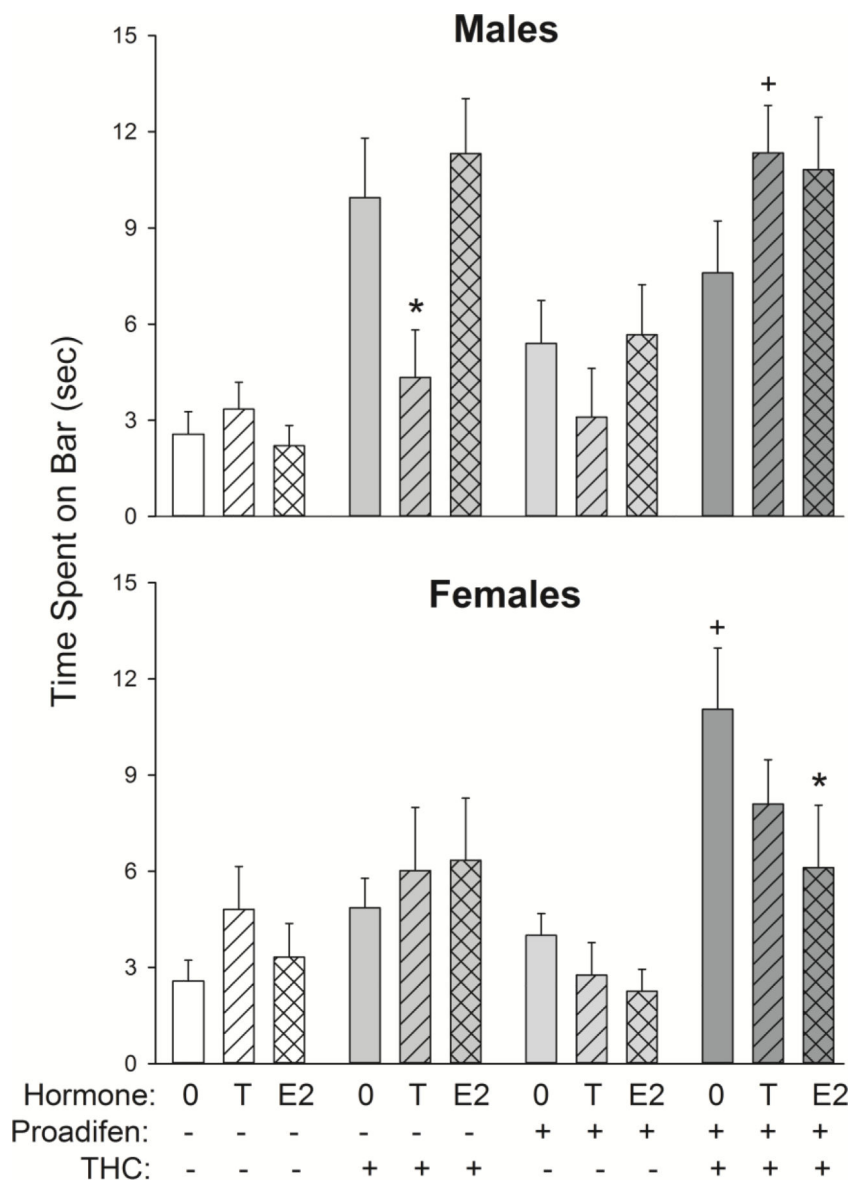 Males
15
12
9
6
3
0
*
+
Time Spent on Bar (sec)
Females
15
12
9
6
3
0
+
*
Hormone: 0 T E2 0 T E2 0 T E2 0 T E2
Proadifen: - - - - - - + + + + + +
THC: - - - + + + - - - + + +